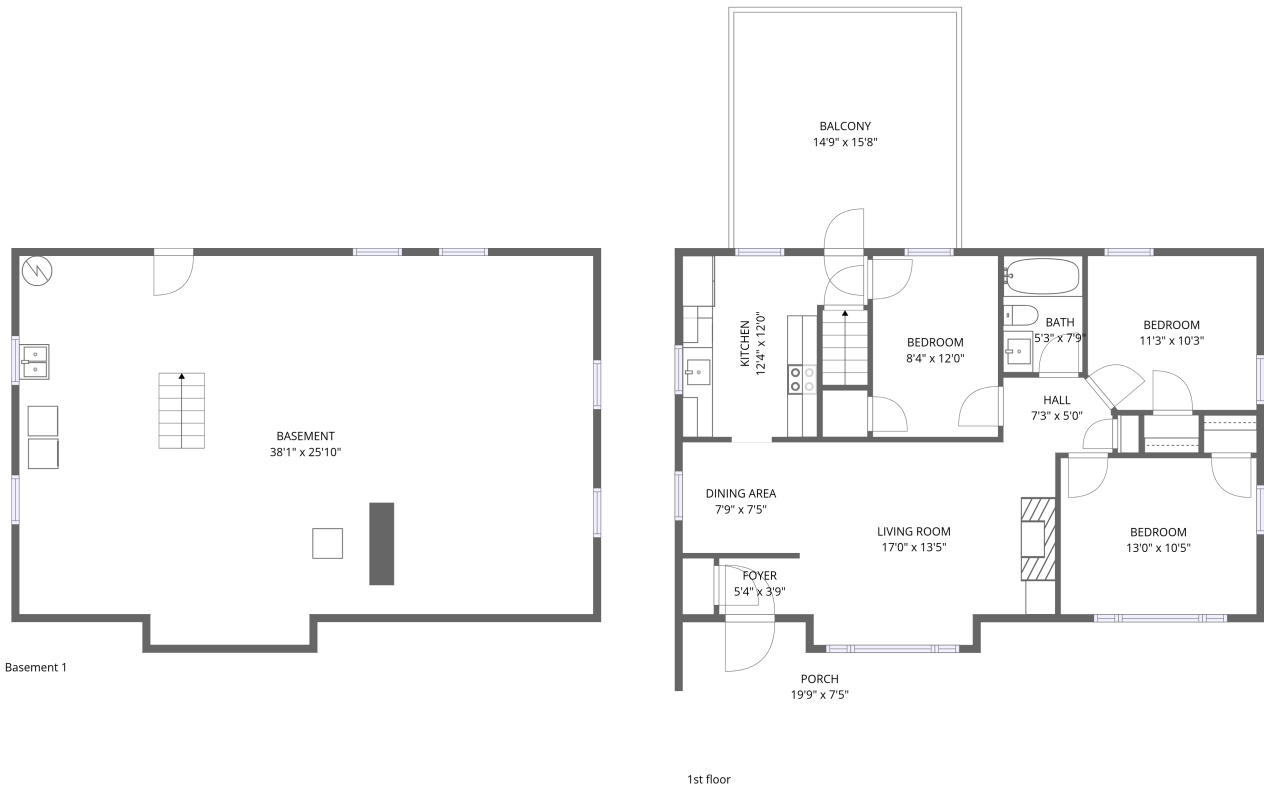 BALCONY
14'9" x 15'8"
KITCHEN
12'4" x 12'0"
BEDROOM
8'4" x 12'0"
BATH
5'3" x 7'9"
BEDROOM
11'3" x 10'3"
HALL
7'3" x 5'0"
BASEMENT
38'1" x 25'10"
DINING AREA
7'9" x 7'5"
LIVING ROOM
17'0" x 13'5"
BEDROOM
13'0" x 10'5"
FOYER
5'4" x 3'9"
Basement 1
PORCH
19'9" x 7'5"
1st floor